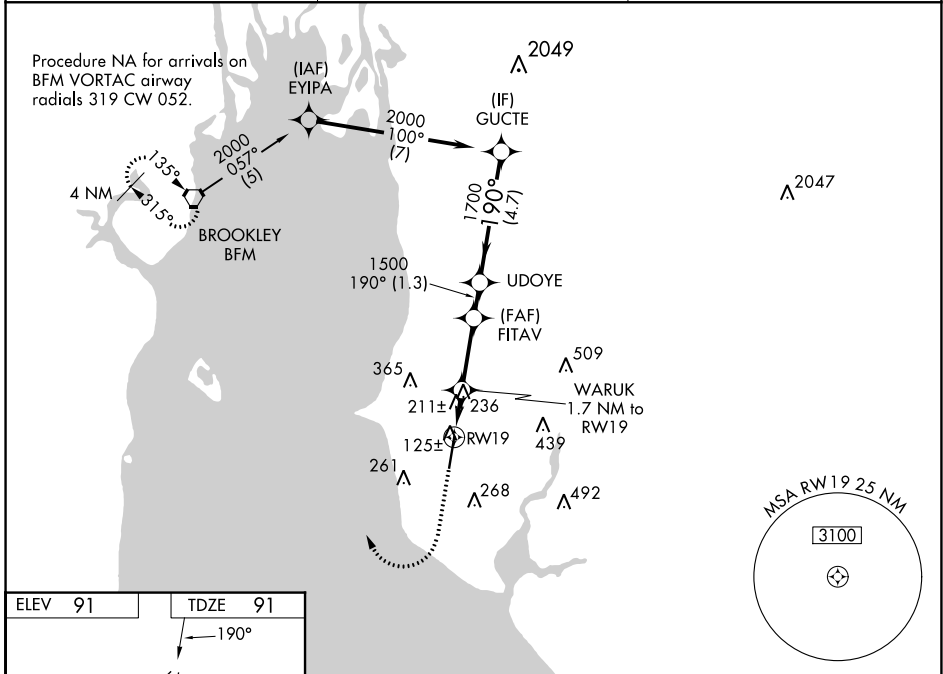 Procedure NA for arrivals on
BFM VORTAC airway
radials 319 CW 052.
(IAF)
EYIPA
2049
(IF)
GUCTE
2000
100°
(7)
2000
057°
(5)
135°
4 NM
315°
BROOKLEY
BFM
2047
1700
190°
(4.7)
1500
190° (1.3)
UDOYE
(FAF)
FITAV
509
365
WARUK
1.7 NM to
RW19
211±
236
125±
RW19
439
261
268
492
MSA RW19 25 NM
3100
ELEV 91
TDZE 91
190°